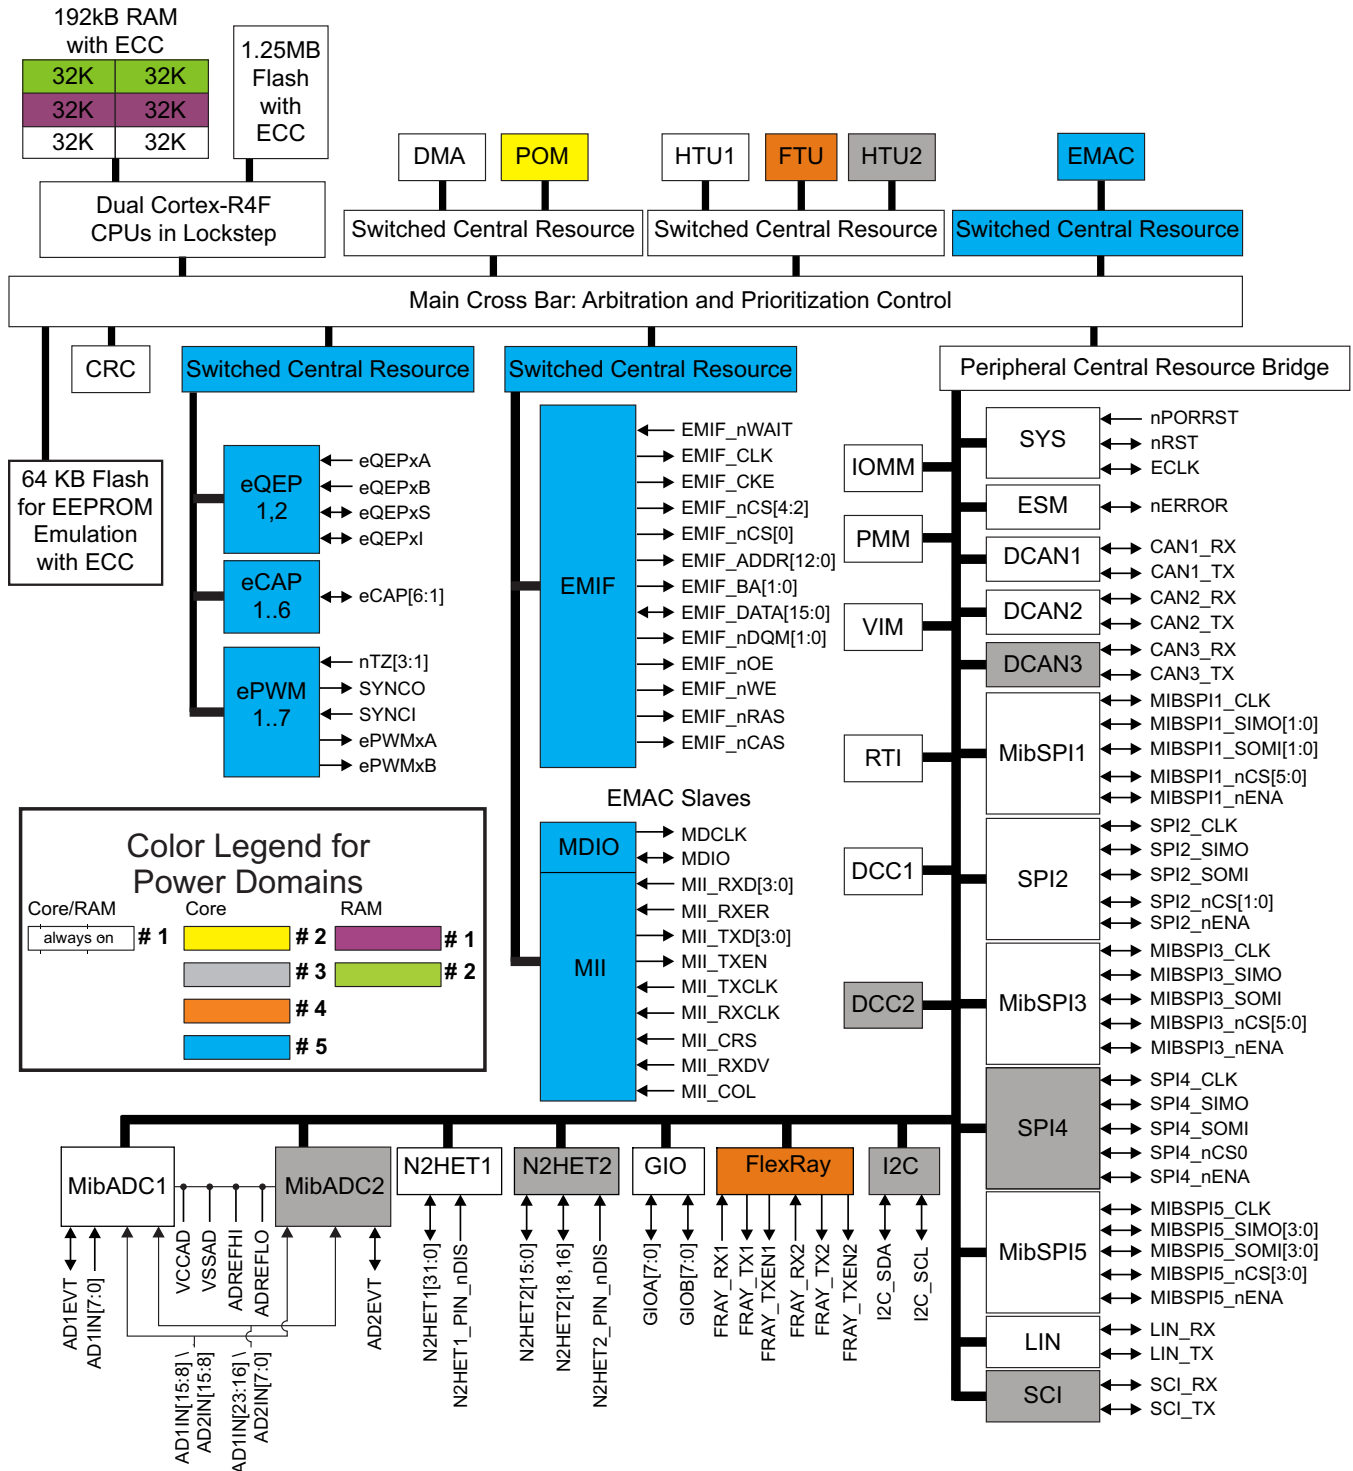 192kB RAM
with ECC
32K 32K
32K 32K
32K 32K
1.25MB
Flash
with
ECC
DMA
POM
HTU1
FTU
HTU2
EMAC
Dual Cortex-R4F
CPUs in Lockstep
Switched Central Resource
Switched Central Resource
Switched Central Resource
Main Cross Bar: Arbitration and Prioritization Control
CRC
Switched Central Resource
Switched Central Resource
Peripheral Central Resource Bridge
64 KB Flash
for EEPROM
Emulation
with ECC
eQEP
1,2
eQEPxA
eQEPxB
eQEPxS
eQEPxI
eCAP
1..6
eCAP[6:1]
ePWM
1..7
nTZ[3:1]
SYNCO
SYNCI
ePWMxA
ePWMxB
EMIF
EMIF_nWAIT
EMIF_CLK
EMIF_CKE
EMIF_nCS[4:2]
EMIF_nCS[0]
EMIF_ADDR[12:0]
EMIF_BA[1:0]
EMIF_DATA[15:0]
EMIF_nDQM[1:0]
EMIF_nOE
EMIF_nWE
EMIF_nRAS
EMIF_nCAS
EMAC Slaves
MDIO
MDCLK
MDIO
MII
MII_RXD[3:0]
MII_RXER
MII_TXD[3:0]
MII_TXEN
MII_TXCLK
MII_RXCLK
MII_CRS
MII_RXDV
MII_COL
IOMM
PMM
VIM
RTI
DCC1
DCC2
SYS
nPORRST
nRST
ECLK
ESM
nERROR
DCAN1
CAN1_RX
CAN1_TX
DCAN2
CAN2_RX
CAN2_TX
DCAN3
CAN3_RX
CAN3_TX
MibSPI1
MIBSPI1_CLK
MIBSPI1_SIMO[1:0]
MIBSPI1_SOMI[1:0]
MIBSPI1_nCS[5:0]
MIBSPI1_nENA
SPI2
SPI2_CLK
SPI2_SIMO
SPI2_SOMI
SPI2_nCS[1:0]
SPI2_nENA
MibSPI3
MIBSPI3_CLK
MIBSPI3_SIMO
MIBSPI3_SOMI
MIBSPI3_nCS[5:0]
MIBSPI3_nENA
SPI4
SPI4_CLK
SPI4_SIMO
SPI4_SOMI
SPI4_nCS0
SPI4_nENA
MibSPI5
MIBSPI5_CLK
MIBSPI5_SIMO[3:0]
MIBSPI5_SOMI[3:0]
MIBSPI5_nCS[3:0]
MIBSPI5_nENA
LIN
LIN_RX
LIN_TX
SCI
SCI_RX
SCI_TX
Color Legend for
Power Domains
Core/RAM Core RAM
always on # 1 # 2 # 1
# 3 # 2
# 4
# 5
MibADC1
MibADC2
N2HET1
N2HET2
GIO
FlexRay
I2C
AD1EVT
AD1IN[7:0]
VCCAD
VSSAD
ADREFHI
ADREFLO
AD2EVT
AD1IN[15:8] \
AD2IN[15:8]
AD1IN[23:16] \
AD2IN[7:0]
N2HET1[31:0]
N2HET1_PIN_nDIS
N2HET2[15:0]
N2HET2[18,16]
N2HET2_PIN_nDIS
GIOA[7:0]
GIOB[7:0]
FRAY_RX1
FRAY_TX1
FRAY_TXEN1
FRAY_RX2
FRAY_TX2
FRAY_TXEN2
I2C_SDA
I2C_SCL